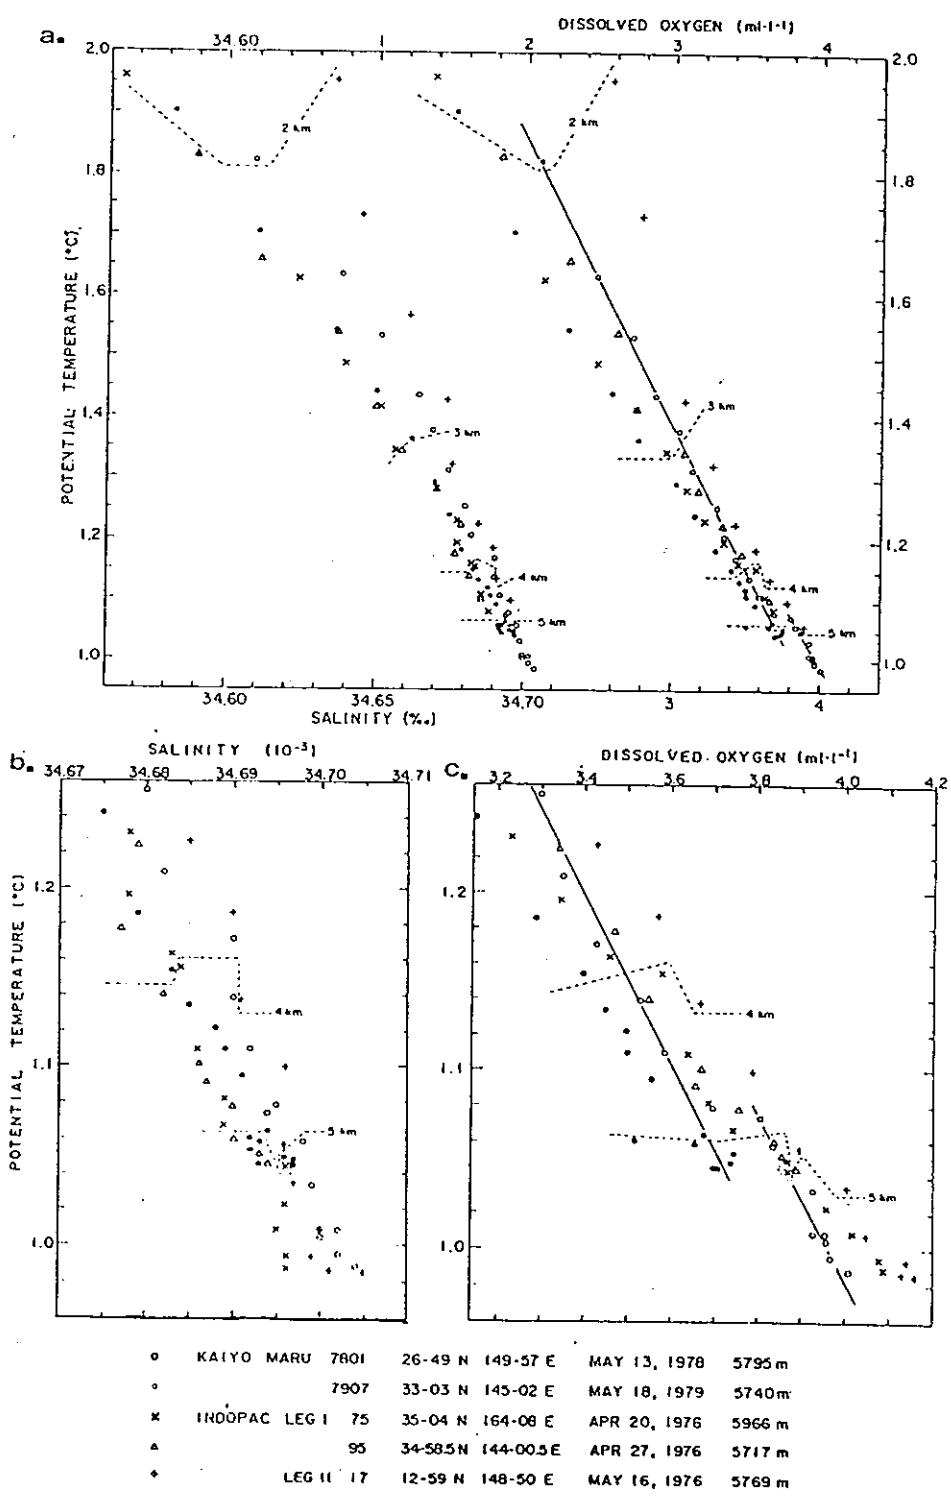 DISSOLVED OXYGEN (ml·l⁻¹)
a.
34.60 1 2 3 4
2.0 2.0
2 km 2 km
1.8 1.8
1.6 1.6
POTENTIAL TEMPERATURE (°C)
3 km
1.4 1.4
3 km
1.2 1.2
4 km 4 km
5 km 5 km
1.0 1.0
34.60 34.65 34.70 3 4
SALINITY (‰)
b. SALINITY (10⁻³)
34.67 34.68 34.69 34.70 34.71
1.2
4 km
1.1
5 km
1.0
POTENTIAL TEMPERATURE (°C)
c. DISSOLVED OXYGEN (ml·l⁻¹)
3.2 3.4 3.6 3.8 4.0 4.2
1.2
4 km
1.1
5 km
1.0
o KAIYO MARU 7801 26-49 N 149-57 E MAY 13, 1978 5795 m
o 7907 33-03 N 145-02 E MAY 18, 1979 5740 m
x INDOPAC LEG I 75 35-04 N 164-08 E APR 20, 1976 5966 m
△ 95 34-58.5 N 144-00.5 E APR 27, 1976 5717 m
+ LEG II 17 12-59 N 148-50 E MAY 16, 1976 5769 m